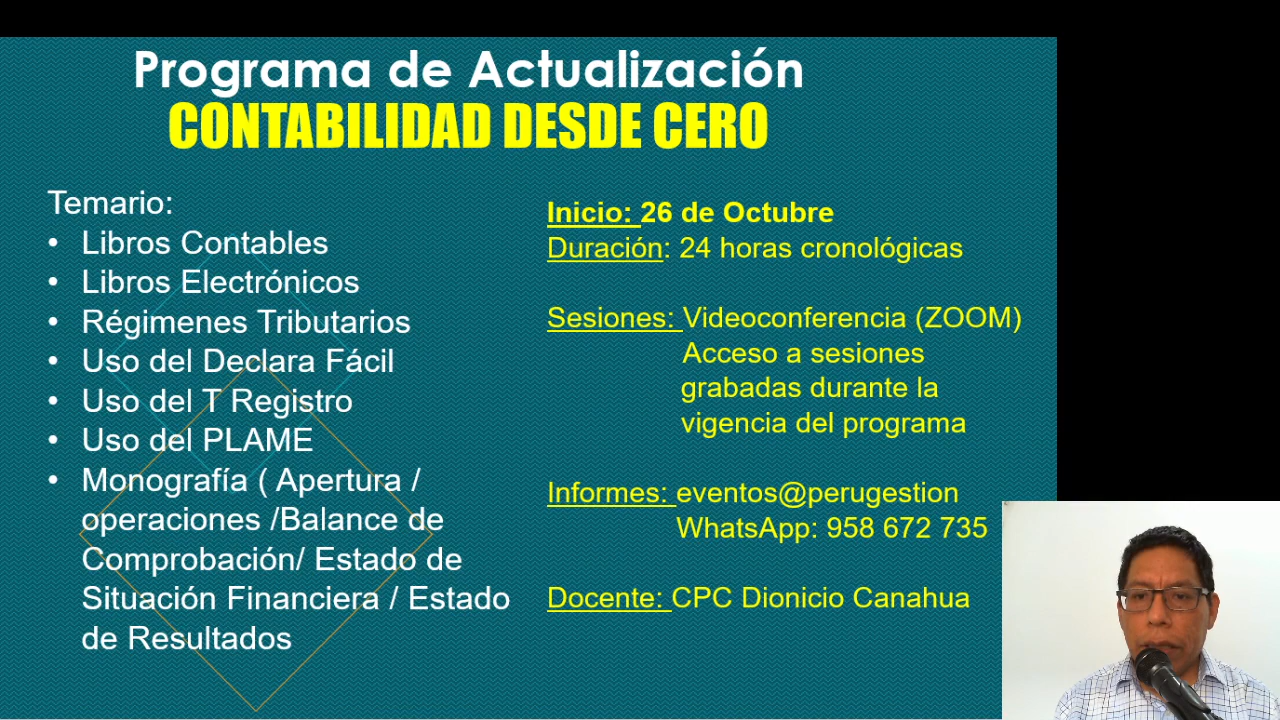 Programa de Actualización
CONTABILIDAD DESDE CERO
Temario:
• Libros Contables
• Libros Electrónicos
• Régimenes Tributarios
• Uso del Declara Fácil
• Uso del T Registro
• Uso del PLAME
• Monografía ( Apertura /
operaciones /Balance de
Comprobación/ Estado de
Situación Financiera / Estado
de Resultados
Inicio: 26 de Octubre
Duración: 24 horas cronológicas
Sesiones: Videoconferencia (ZOOM)
Acceso a sesiones
grabadas durante la
vigencia del programa
Informes: eventos@perugestion
WhatsApp: 958 672 735
Docente: CPC Dionicio Canahua